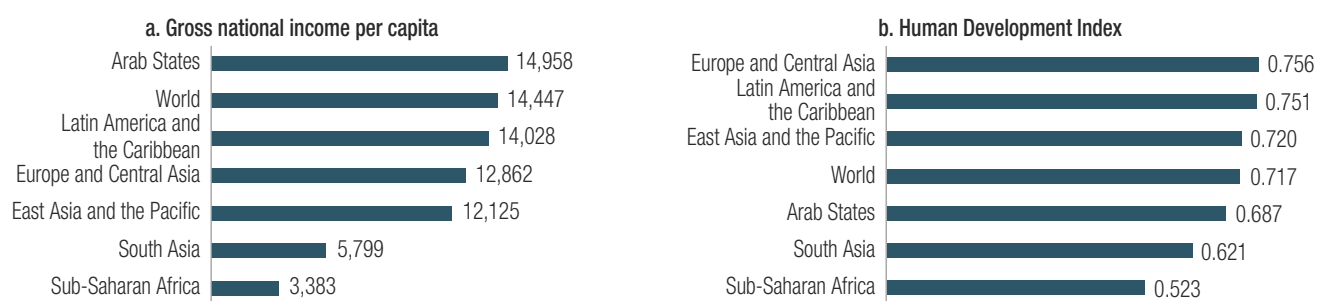 a. Gross national income per capita
Arab States 14,958
World 14,447
Latin America and
the Caribbean 14,028
Europe and Central Asia 12,862
East Asia and the Pacific 12,125
South Asia 5,799
Sub-Saharan Africa 3,383
b. Human Development Index
Europe and Central Asia 0.756
Latin America and
the Caribbean 0.751
East Asia and the Pacific 0.720
World 0.717
Arab States 0.687
South Asia 0.621
Sub-Saharan Africa 0.523